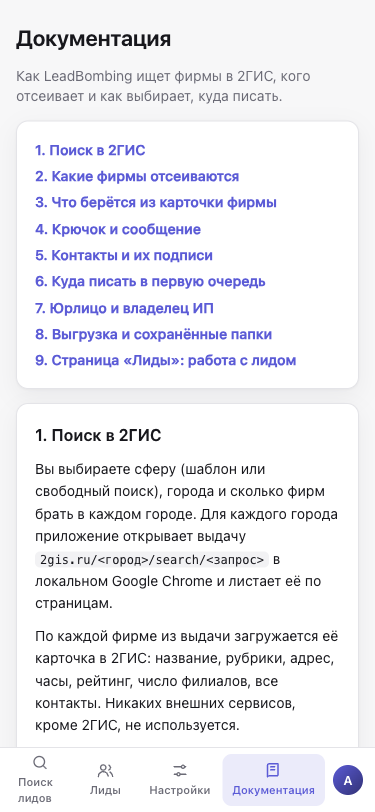 Документация
Как LeadBombing ищет фирмы в 2ГИС, кого
отсеивает и как выбирает, куда писать.
1. Поиск в 2ГИС
2. Какие фирмы отсеиваются
3. Что берётся из карточки фирмы
4. Крючок и сообщение
5. Контакты и их подписи
6. Куда писать в первую очередь
7. Юрлицо и владелец ИП
8. Выгрузка и сохранённые папки
9. Страница «Лиды»: работа с лидом
1. Поиск в 2ГИС
Вы выбираете сферу (шаблон или
свободный поиск), города и сколько фирм
брать в каждом городе. Для каждого города
приложение открывает выдачу
2gis.ru/<город>/search/<запрос> в
локальном Google Chrome и листает её по
страницам.
По каждой фирме из выдачи загружается её
карточка в 2ГИС: название, рубрики, адрес,
часы, рейтинг, число филиалов, все
контакты. Никаких внешних сервисов,
кроме 2ГИС, не используется.
Поиск
лидов
Лиды
Настройки
Документация
A